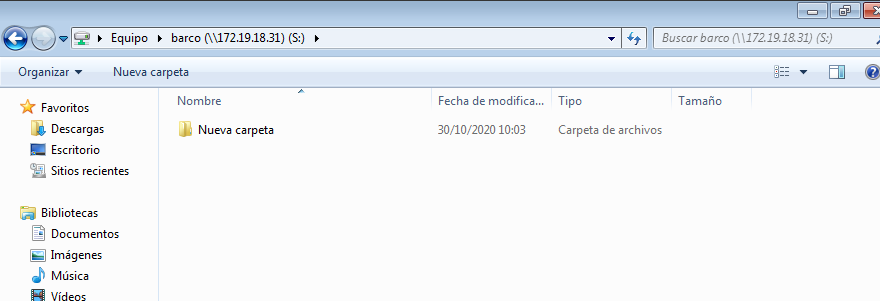 Equipo barco (\\172.19.18.31) (S:)
Buscar barco (\\172.19.18.31) (S:)
Organizar Nueva carpeta
Favoritos
Descargas
Escritorio
Sitios recientes
Bibliotecas
Documentos
Imágenes
Música
Vídeos
Nombre Fecha de modifica... Tipo Tamaño
Nueva carpeta 30/10/2020 10:03 Carpeta de archivos